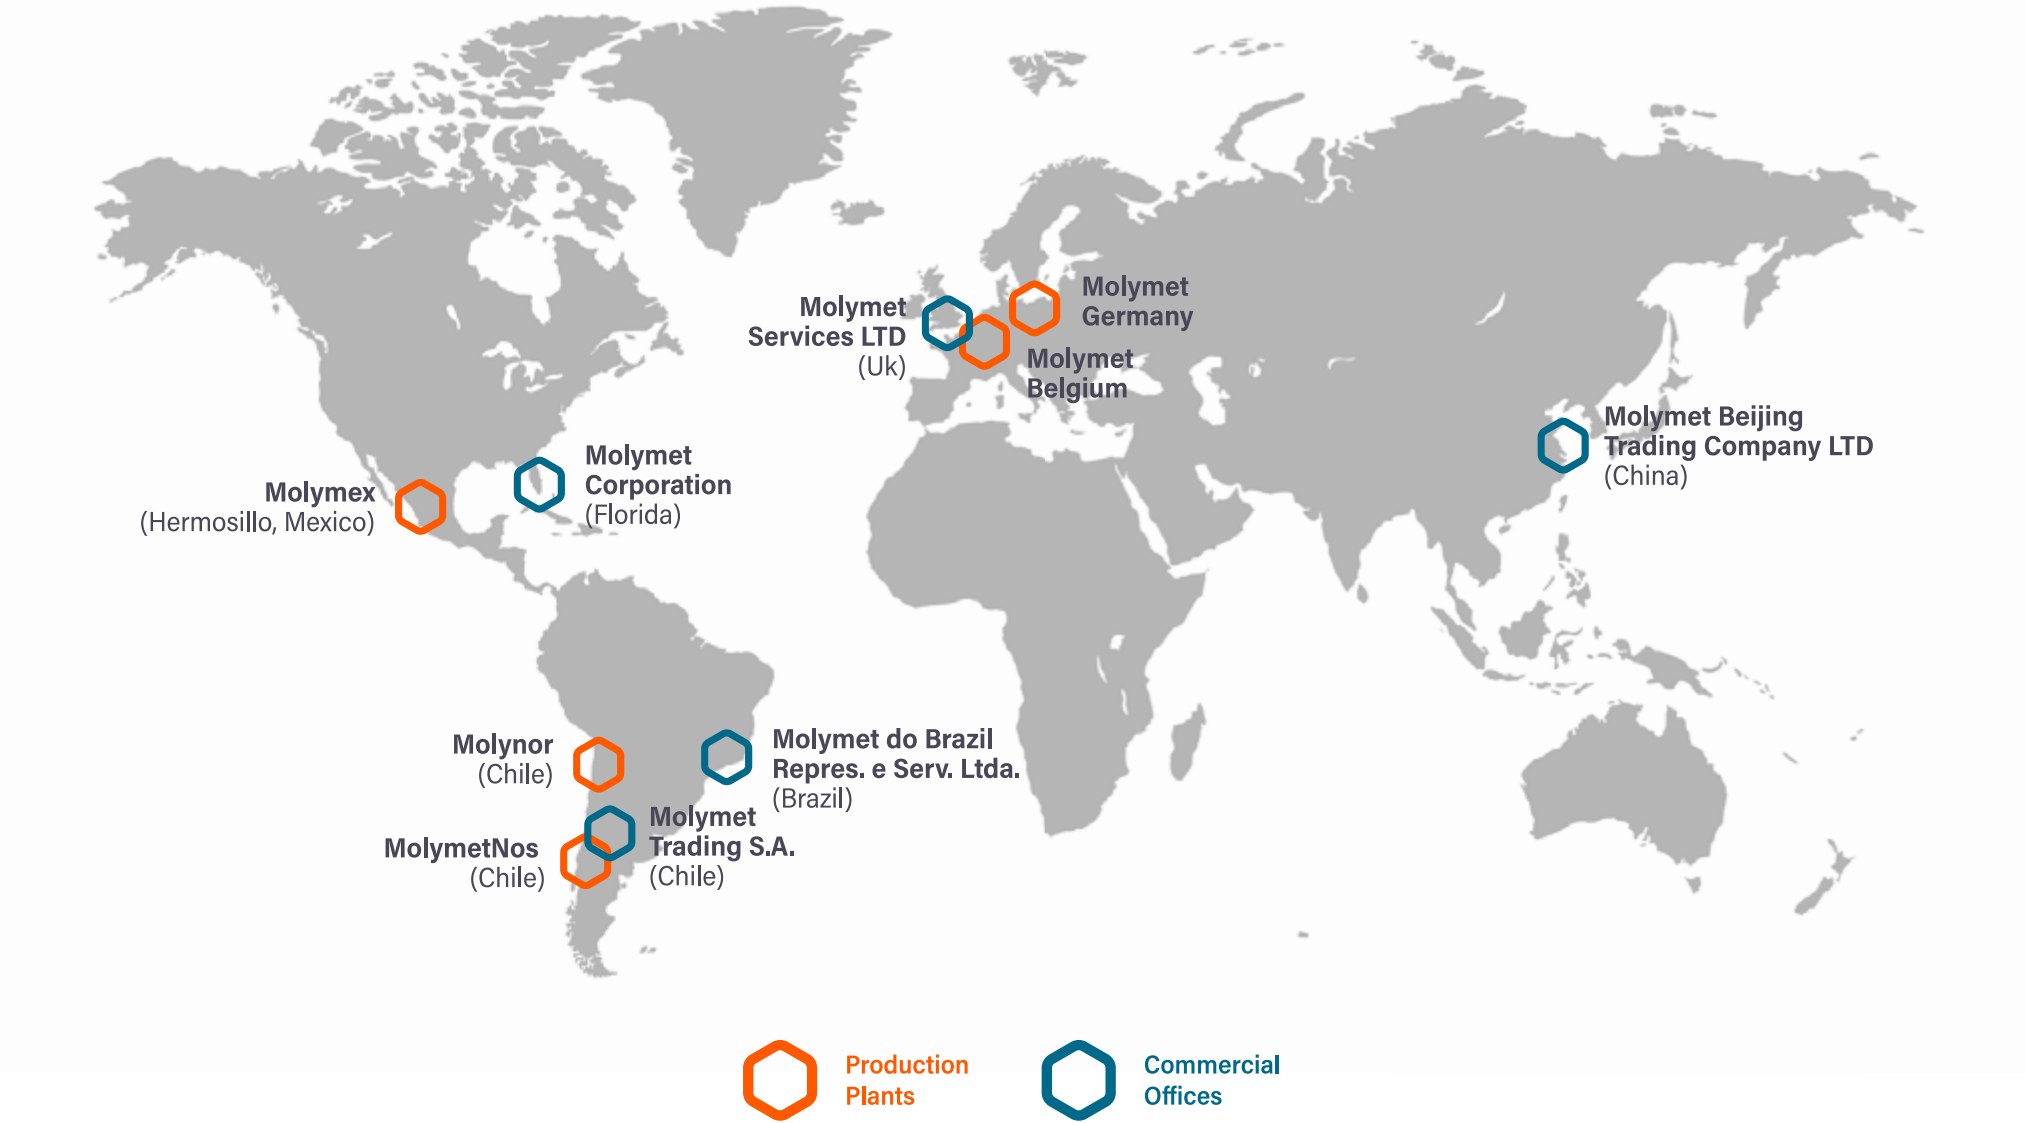 Molymet
Germany
Molymet
Services LTD
(Uk)
Molymet
Belgium
Molymet Beijing
Trading Company LTD
(China)
Molymet
Corporation
(Florida)
Molymex
(Hermosillo, Mexico)
Molynor
(Chile)
Molymet do Brazil
Repres. e Serv. Ltda.
(Brazil)
Molymet
Trading S.A.
(Chile)
MolymetNos
(Chile)
Production
Plants
Commercial
Offices